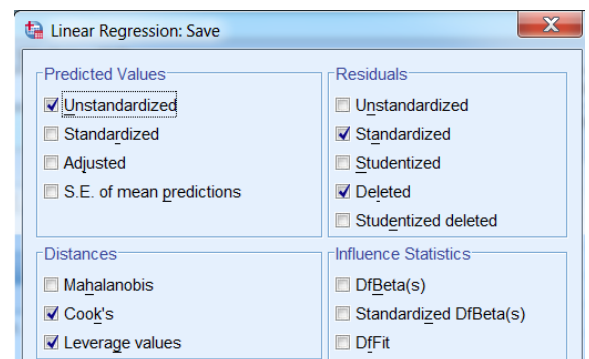 Linear Regression: Save
X
Predicted Values
Unstandardized
Standardized
Adjusted
S.E. of mean predictions
Residuals
Unstandardized
Standardized
Studentized
Deleted
Studentized deleted
Distances
Mahalanobis
Cook's
Leverage values
Influence Statistics
DfBeta(s)
Standardized DfBeta(s)
DfFit